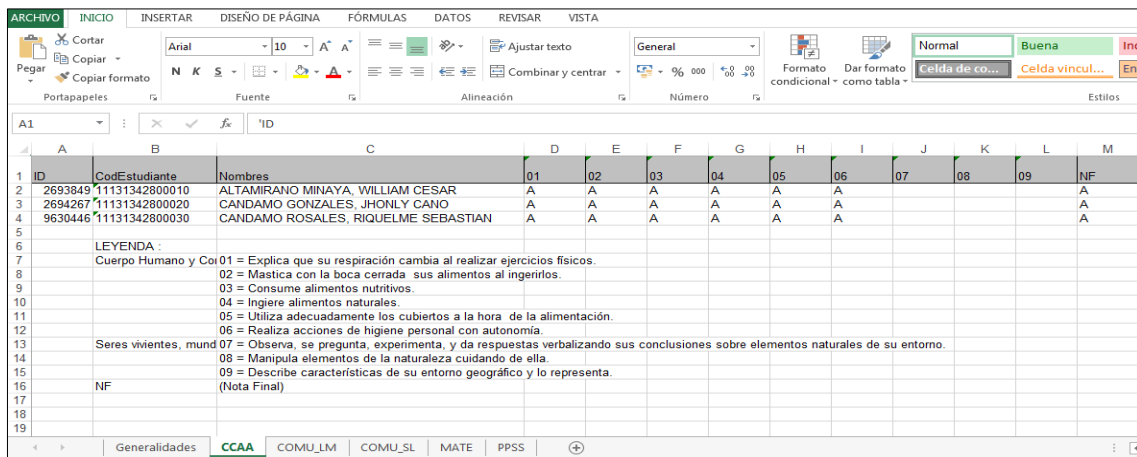 ARCHIVO INICIO INSERTAR DISEÑO DE PÁGINA FÓRMULAS DATOS REVISAR VISTA
Pegar Cortar Copiar Copiar formato
Arial 10 A A
N K S A
Ajustar texto
Combinar y centrar
General
% 000
Formato condicional Dar formato como tabla
Normal Buena
Celda de co... Celda vincul...
Portapapeles Fuente Alineación Número Estilos
A1 fx 'ID
A B C D E F G H I J K L M
1 ID CodEstudiante Nombres 01 02 03 04 05 06 07 08 09 NF
2 2693849 11131342800010 ALTAMIRANO MINAYA, WILLIAM CESAR A A A A A A A
3 2694267 11131342800020 CANDAMO GONZALES, JHONLY CANO A A A A A A A
4 9630446 11131342800030 CANDAMO ROSALES, RIQUELME SEBASTIAN A A A A A A A
5
6 LEYENDA :
7 Cuerpo Humano y Co 01 = Explica que su respiración cambia al realizar ejercicios físicos.
8 02 = Mastica con la boca cerrada sus alimentos al ingerirlos.
9 03 = Consume alimentos nutritivos.
10 04 = Ingiere alimentos naturales.
11 05 = Utiliza adecuadamente los cubiertos a la hora de la alimentación.
12 06 = Realiza acciones de higiene personal con autonomía.
13 Seres vivientes, mund 07 = Observa, se pregunta, experimenta, y da respuestas verbalizando sus conclusiones sobre elementos naturales de su entorno.
14 08 = Manipula elementos de la naturaleza cuidando de ella.
15 09 = Describe características de su entorno geográfico y lo representa.
16 NF (Nota Final)
17
18
19
Generalidades CCAA COMU_LM COMU_SL MATE PPSS